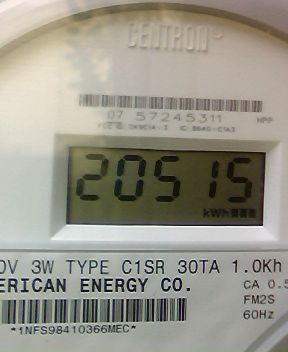 CENTRON
07 57245311 HPP
20515
kWh
0V 3W TYPE C1SR 30TA 1.0Kh
ERICAN ENERGY CO. CA 0.5
FM2S
*1NFS98410366MEC* 60Hz